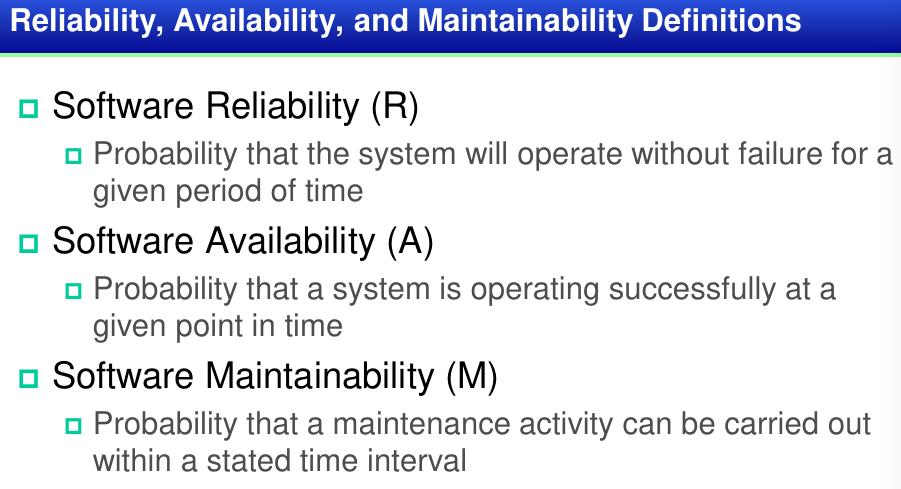 Reliability, Availability, and Maintainability Definitions
Software Reliability (R)
Probability that the system will operate without failure for a
given period of time
Software Availability (A)
Probability that a system is operating successfully at a
given point in time
Software Maintainability (M)
Probability that a maintenance activity can be carried out
within a stated time interval